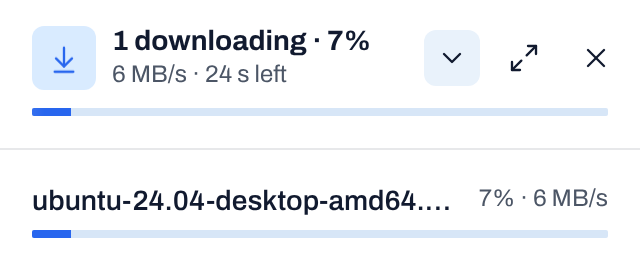 1 downloading · 7%
6 MB/s · 24 s left
ubuntu-24.04-desktop-amd64....
7% · 6 MB/s